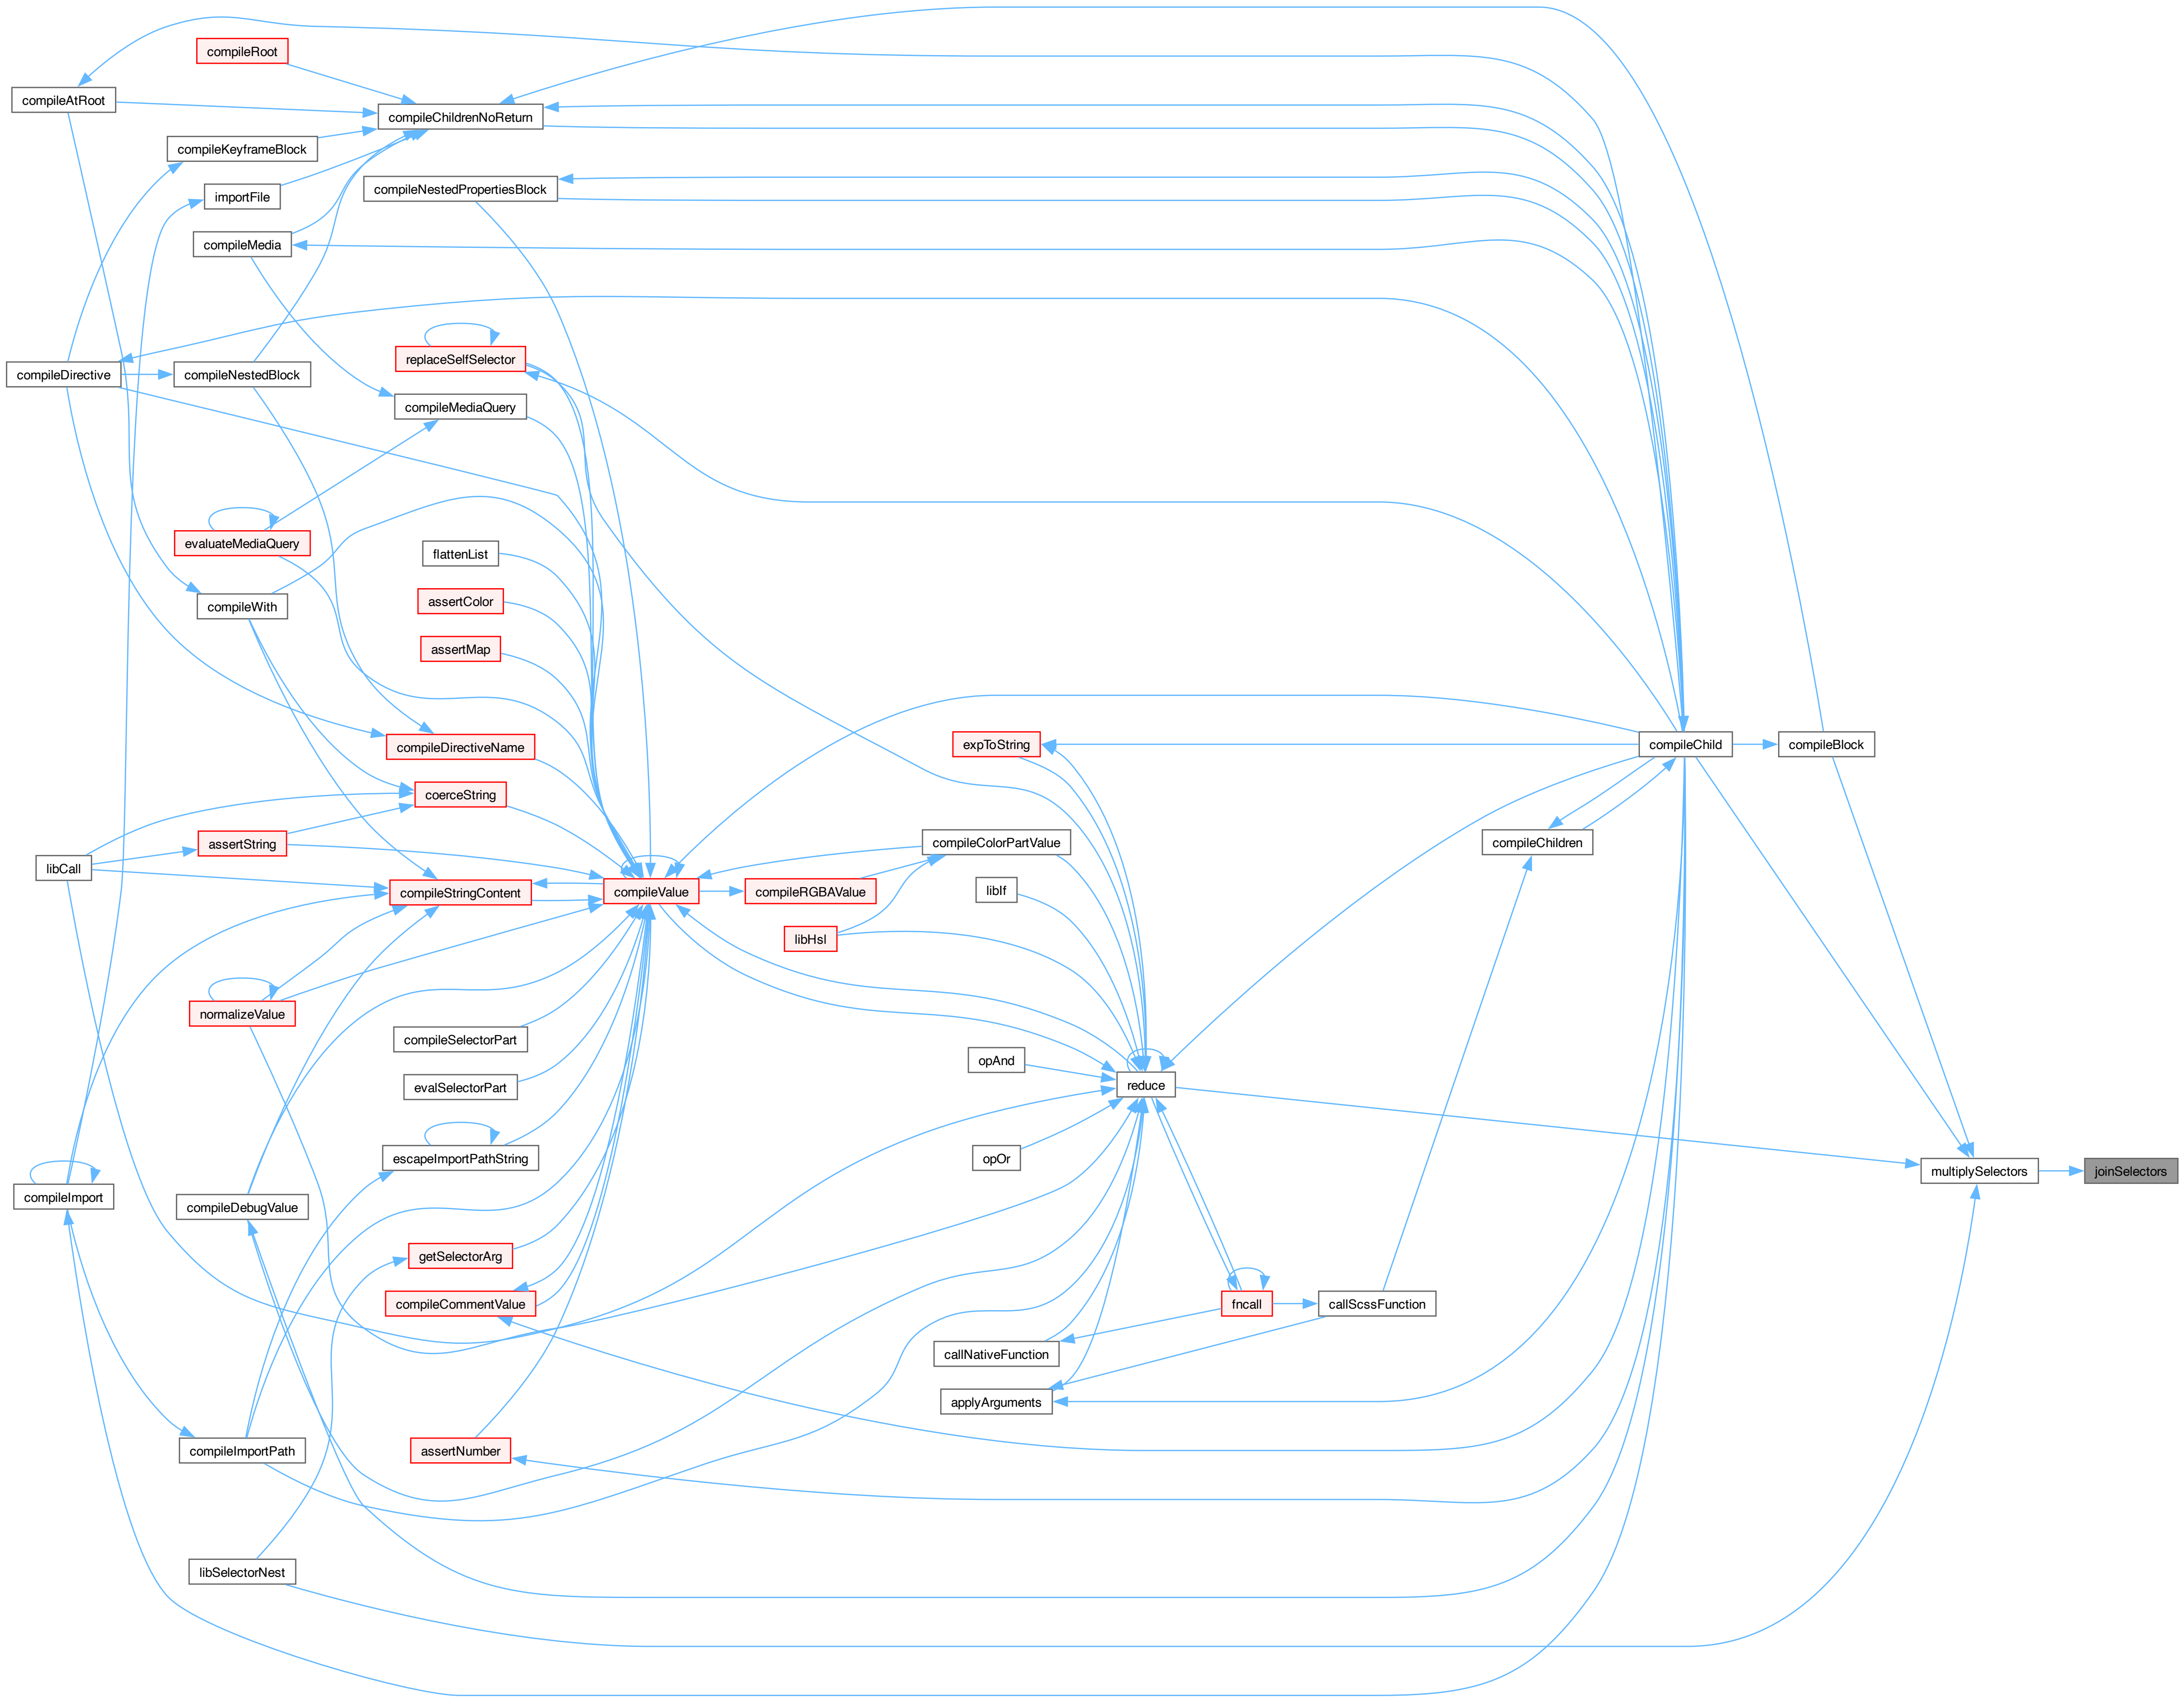 compileRoot
compileAtRoot
compileChildrenNoReturn
compileKeyframeBlock
compileNestedPropertiesBlock
importFile
compileMedia
replaceSelfSelector
compileDirective
compileNestedBlock
compileMediaQuery
evaluateMediaQuery
flattenList
assertColor
compileWith
assertMap
compileDirectiveName
expToString
compileChild
compileBlock
coerceString
assertString
compileColorPartValue
compileChildren
libCall
compileStringContent
compileValue
compileRGBAValue
libIf
libHsl
normalizeValue
compileSelectorPart
opAnd
evalSelectorPart
reduce
escapeImportPathString
opOr
multiplySelectors
joinSelectors
compileImport
compileDebugValue
getSelectorArg
compileCommentValue
fncall
callScssFunction
callNativeFunction
applyArguments
compileImportPath
assertNumber
libSelectorNest